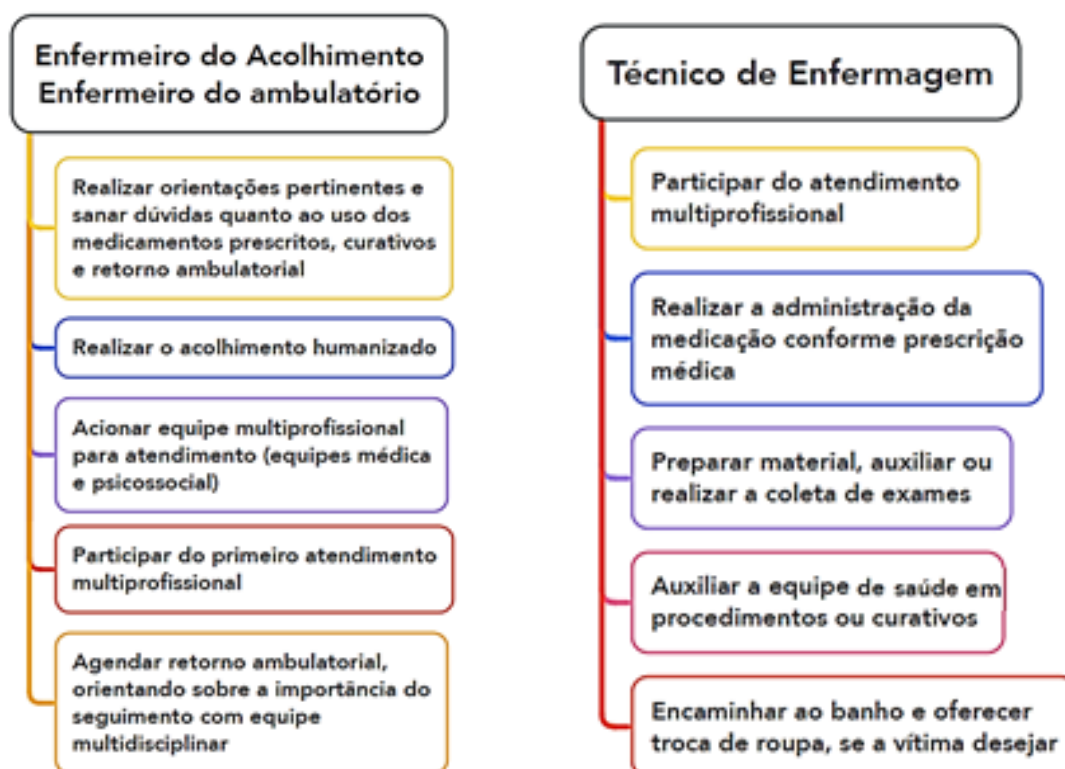 Enfermeiro do Acolhimento
Enfermeiro do ambulatório
Realizar orientações pertinentes e
sanar dúvidas quanto ao uso dos
medicamentos prescritos, curativos
e retorno ambulatorial
Realizar o acolhimento humanizado
Acionar equipe multiprofissional
para atendimento (equipes médica
e psicossocial)
Participar do primeiro atendimento
multiprofissional
Agendar retorno ambulatorial,
orientando sobre a importância do
seguimento com equipe
multidisciplinar
Técnico de Enfermagem
Participar do atendimento
multiprofissional
Realizar a administração da
medicação conforme prescrição
médica
Preparar material, auxiliar ou
realizar a coleta de exames
Auxiliar a equipe de saúde em
procedimentos ou curativos
Encaminhar ao banho e oferecer
troca de roupa, se a vítima desejar